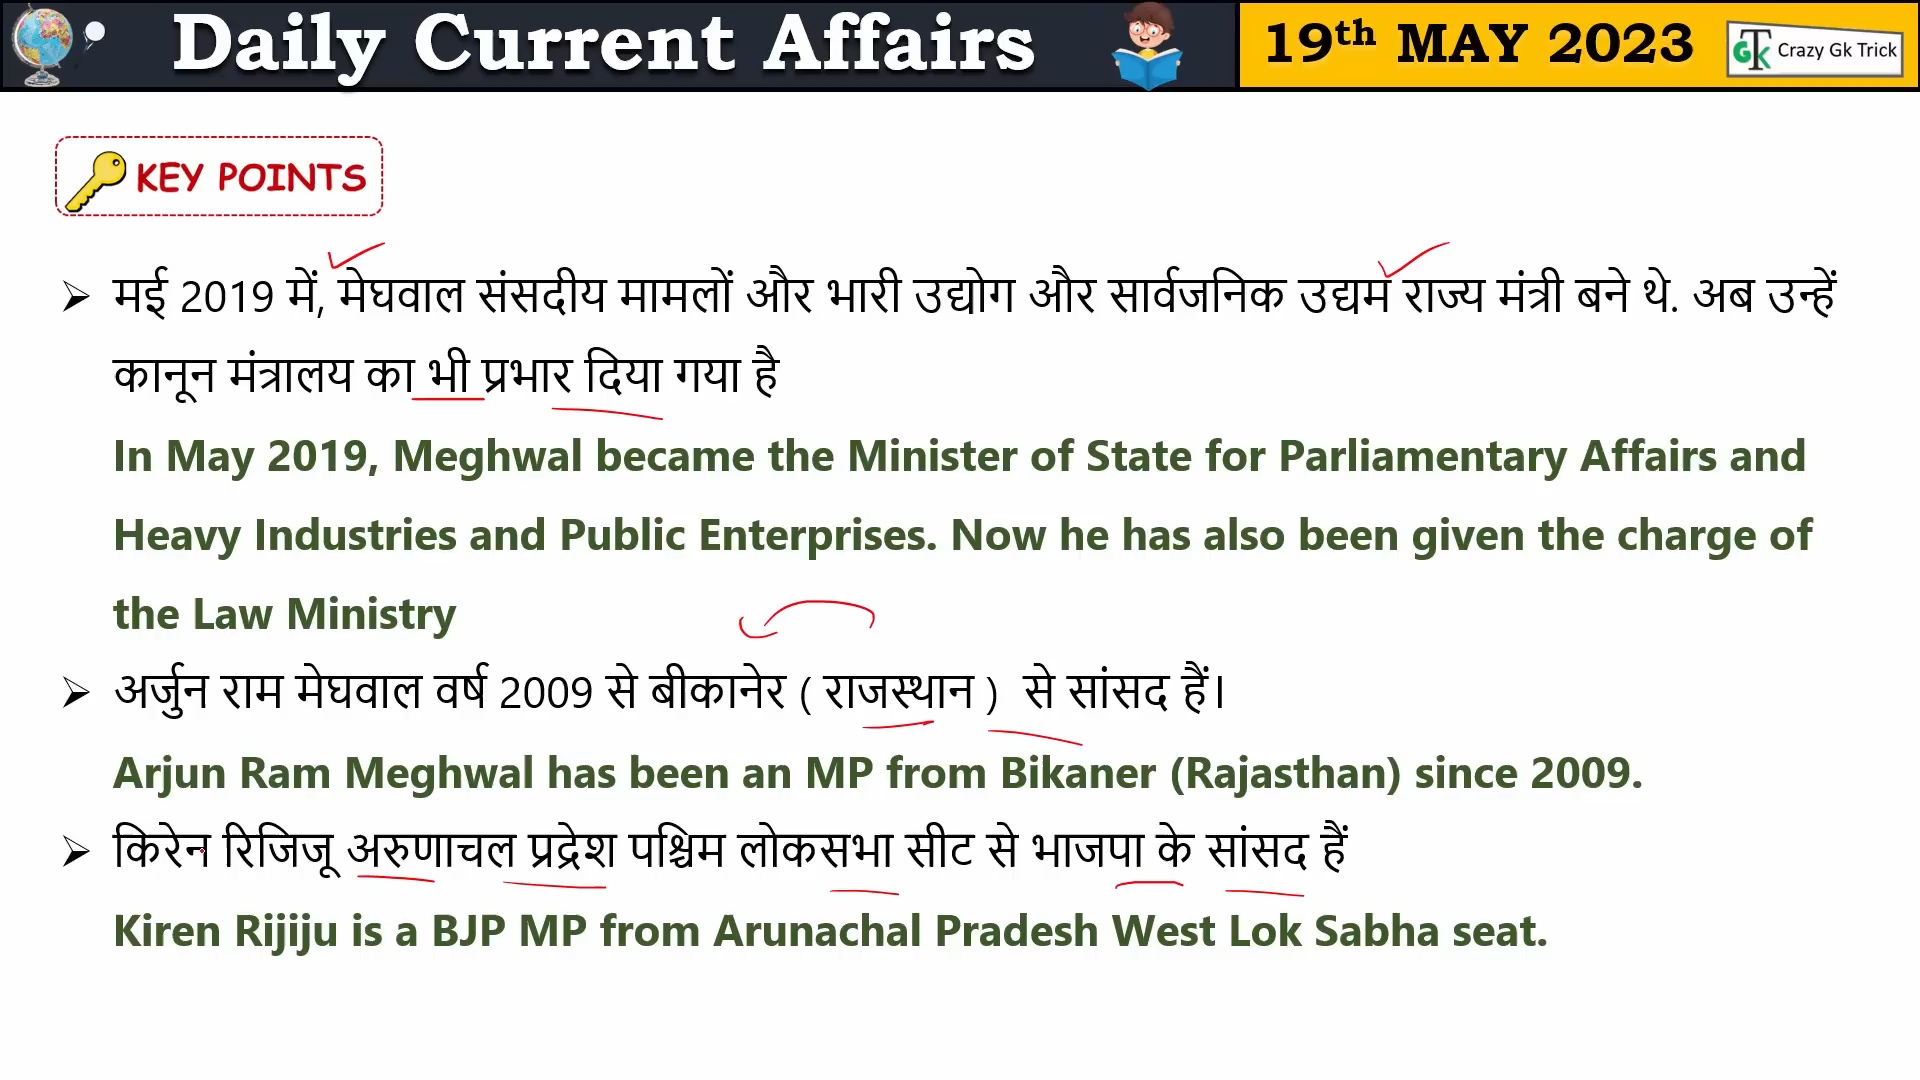 Daily Current Affairs
19th MAY 2023
GTK Crazy Gk Trick
KEY POINTS
➢ मई 2019 में, मेघवाल संसदीय मामलों और भारी उद्योग और सार्वजनिक उद्यम राज्य मंत्री बने थे. अब उन्हें
कानून मंत्रालय का भी प्रभार दिया गया है
In May 2019, Meghwal became the Minister of State for Parliamentary Affairs and
Heavy Industries and Public Enterprises. Now he has also been given the charge of
the Law Ministry
➢ अर्जुन राम मेघवाल वर्ष 2009 से बीकानेर ( राजस्थान ) से सांसद हैं।
Arjun Ram Meghwal has been an MP from Bikaner (Rajasthan) since 2009.
➢ किरेन रिजिजू अरुणाचल प्रद्रेश पश्चिम लोकसभा सीट से भाजपा के सांसद हैं
Kiren Rijiju is a BJP MP from Arunachal Pradesh West Lok Sabha seat.